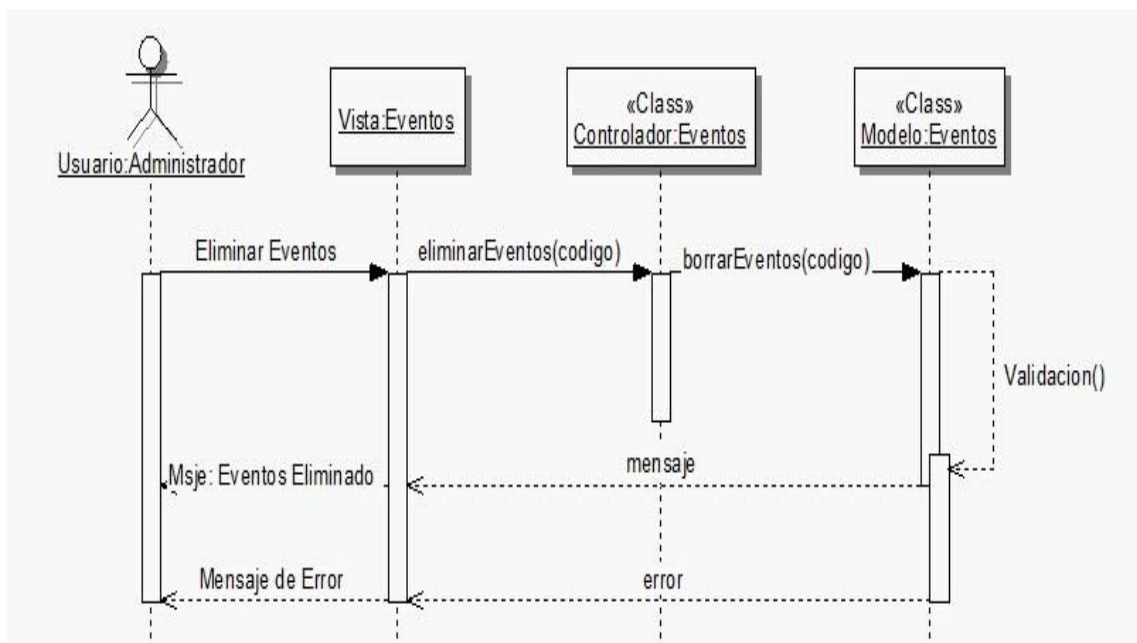 Usuario:Administrador
Vista:Eventos
«Class»
Controlador:Eventos
«Class»
Modelo:Eventos
Eliminar Eventos
eliminarEventos(codigo)
borrarEventos(codigo)
Validacion()
Msje: Eventos Eliminado
mensaje
Mensaje de Error
error